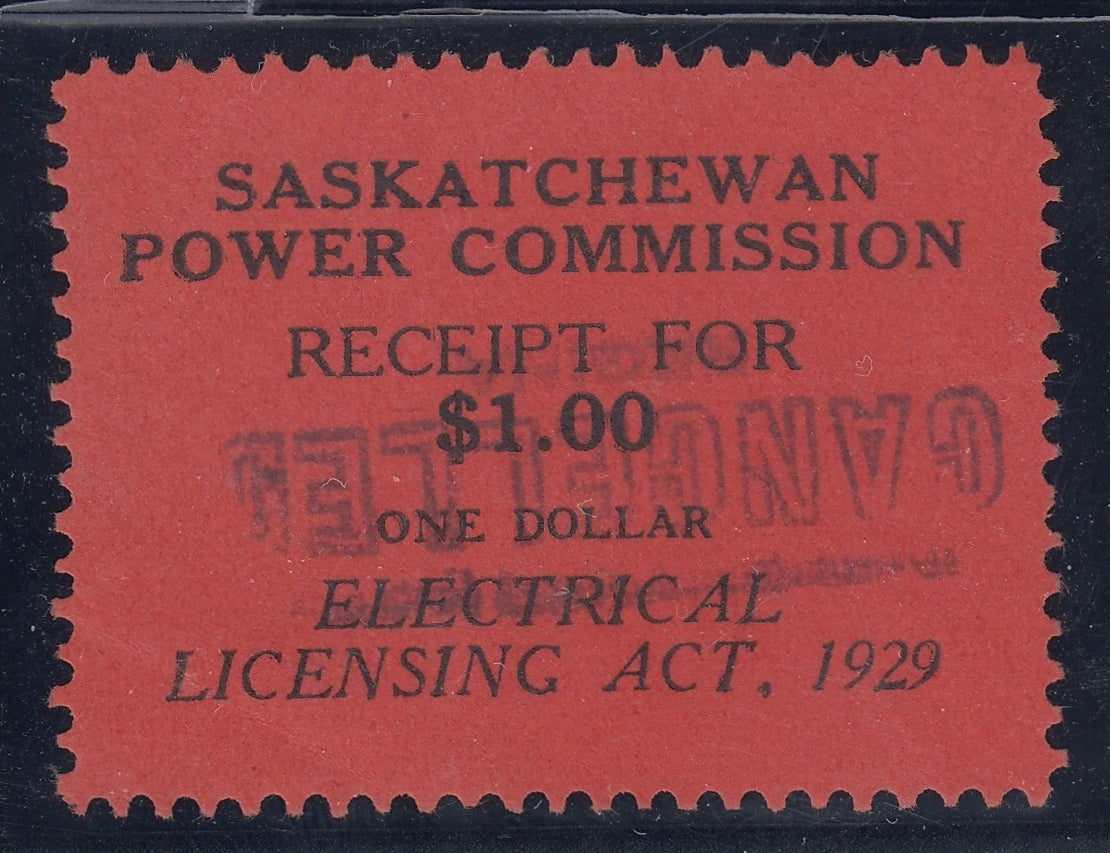 SASKATCHEWAN
POWER COMMISSION
RECEIPT FOR
$1.00
CANCELLED
ONE DOLLAR
ELECTRICAL
LICENSING ACT, 1929